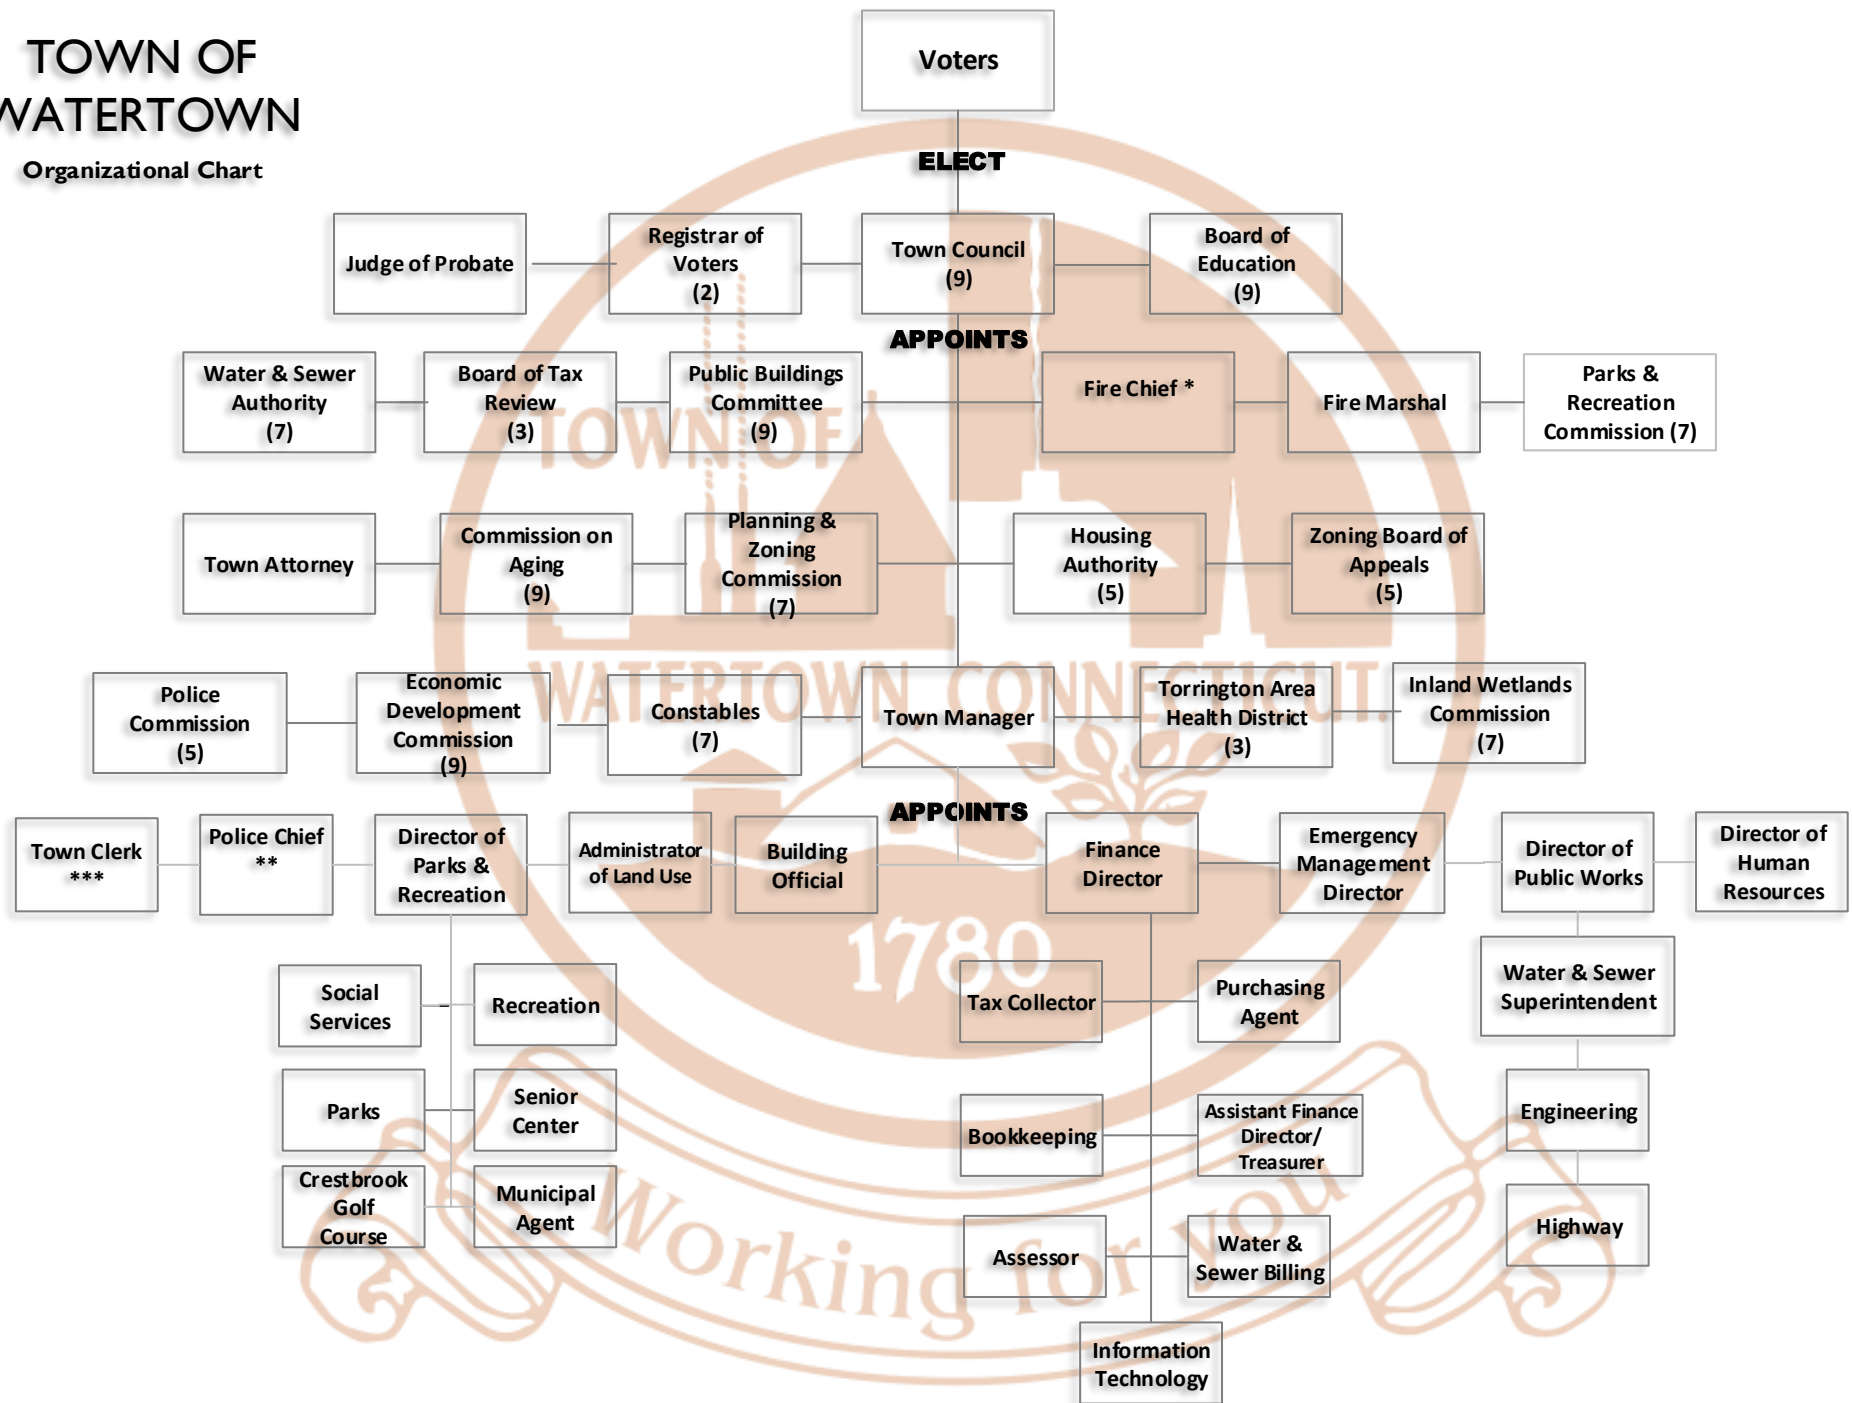 TOWN OF
WATERTOWN
Organizational Chart
Voters
ELECT
Judge of Probate
Registrar of
Voters
(2)
Town Council
(9)
Board of
Education
(9)
APPOINTS
Water & Sewer
Authority
(7)
Board of Tax
Review
(3)
Public Buildings
Committee
(9)
Fire Chief *
Fire Marshal
Parks &
Recreation
Commission (7)
Town Attorney
Commission on
Aging
(9)
Planning &
Zoning
Commission
(7)
Housing
Authority
(5)
Zoning Board of
Appeals
(5)
Police
Commission
(5)
Economic
Development
Commission
(9)
Constables
(7)
Town Manager
Torrington Area
Health District
(3)
Inland Wetlands
Commission
(7)
APPOINTS
Town Clerk
***
Police Chief
**
Director of
Parks &
Recreation
Administrator
of Land Use
Building
Official
Finance
Director
Emergency
Management
Director
Director of
Public Works
Director of
Human
Resources
Social
Services
Recreation
Parks
Senior
Center
Crestbrook
Golf
Course
Municipal
Agent
Tax Collector
Purchasing
Agent
Bookkeeping
Assistant Finance
Director/
Treasurer
Assessor
Water &
Sewer Billing
Information
Technology
Water & Sewer
Superintendent
Engineering
Highway
TOWN OF
WATERTOWN, CONNECTICUT.
1780
Working for you